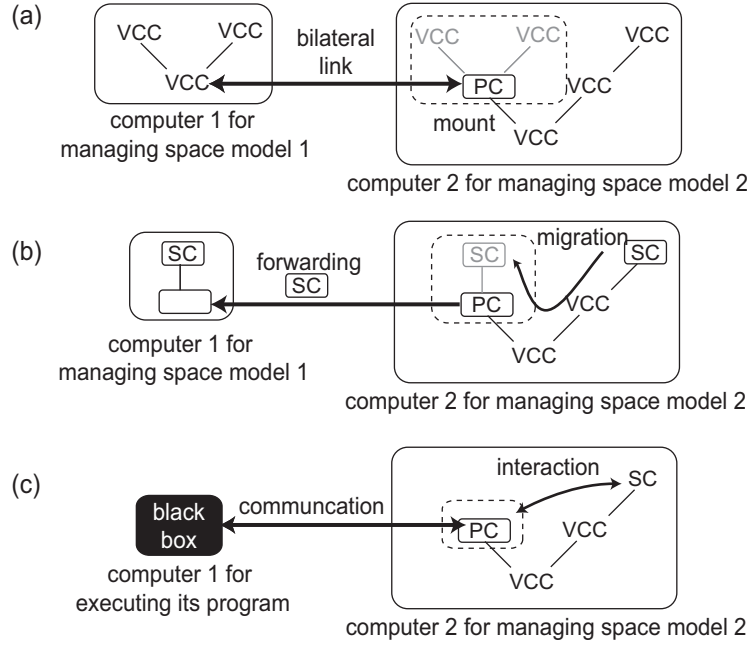 (a)
VCC VCC
VCC
bilateral
link
VCC VCC VCC
PC VCC
mount
VCC
computer 1 for
managing space model 1
computer 2 for managing space model 2
(b)
SC
forwarding
SC
migration
SC SC
PC VCC
VCC
computer 1 for
managing space model 1
computer 2 for managing space model 2
(c)
black
box
communcation
interaction
SC
PC VCC
VCC
computer 1 for
executing its program
computer 2 for managing space model 2